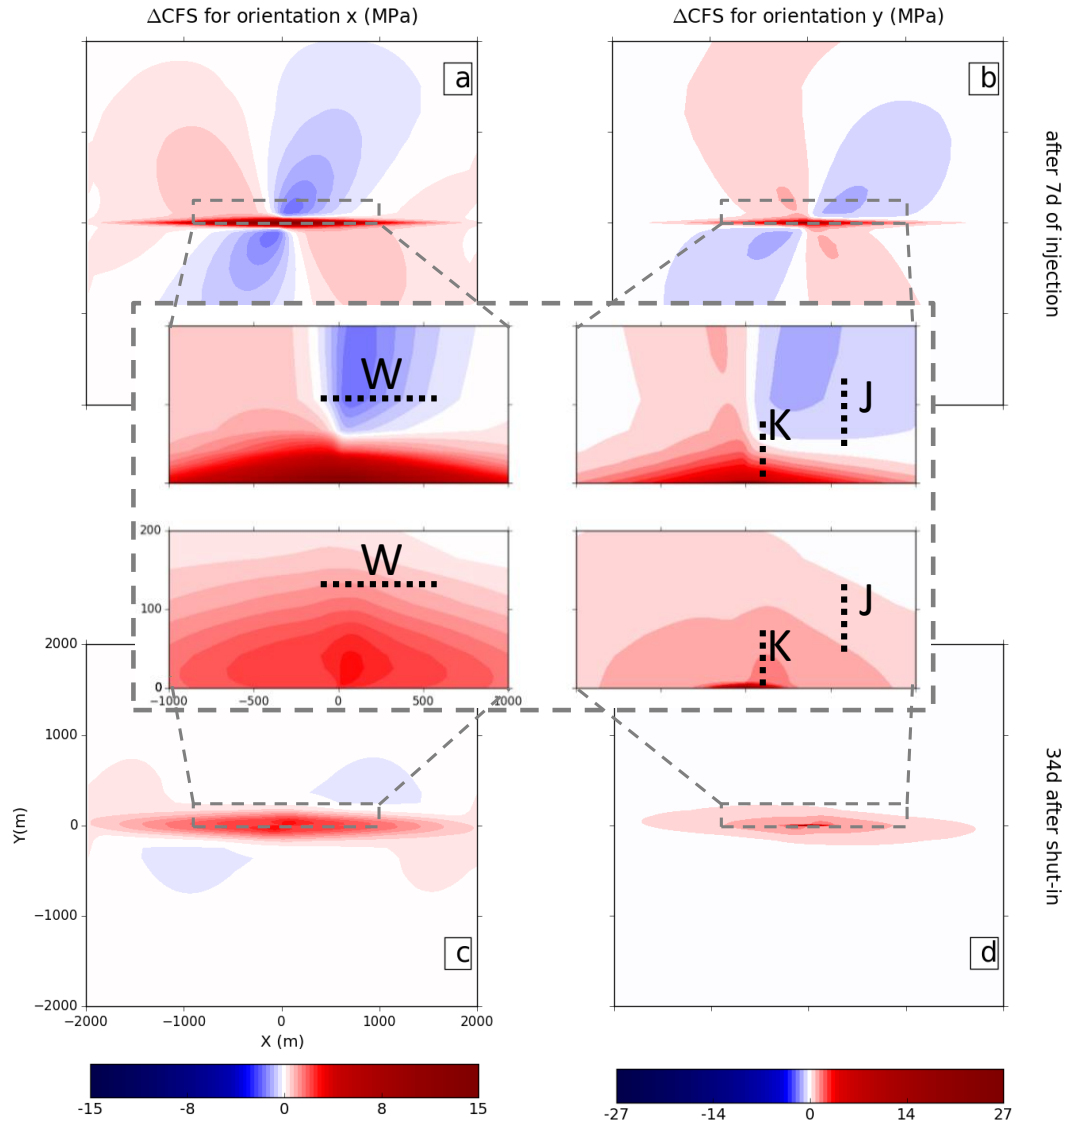 ΔCFS for orientation x (MPa)
ΔCFS for orientation y (MPa)
a
b
after 7d of injection
W
K
J
200
100
0
W
K
J
−1000
−500
0
500
1000
34d after shut-in
2000
1000
0
−1000
−2000
Y(m)
c
d
−2000
−1000
0
1000
2000
X (m)
-15
-8
0
8
15
-27
-14
0
14
27